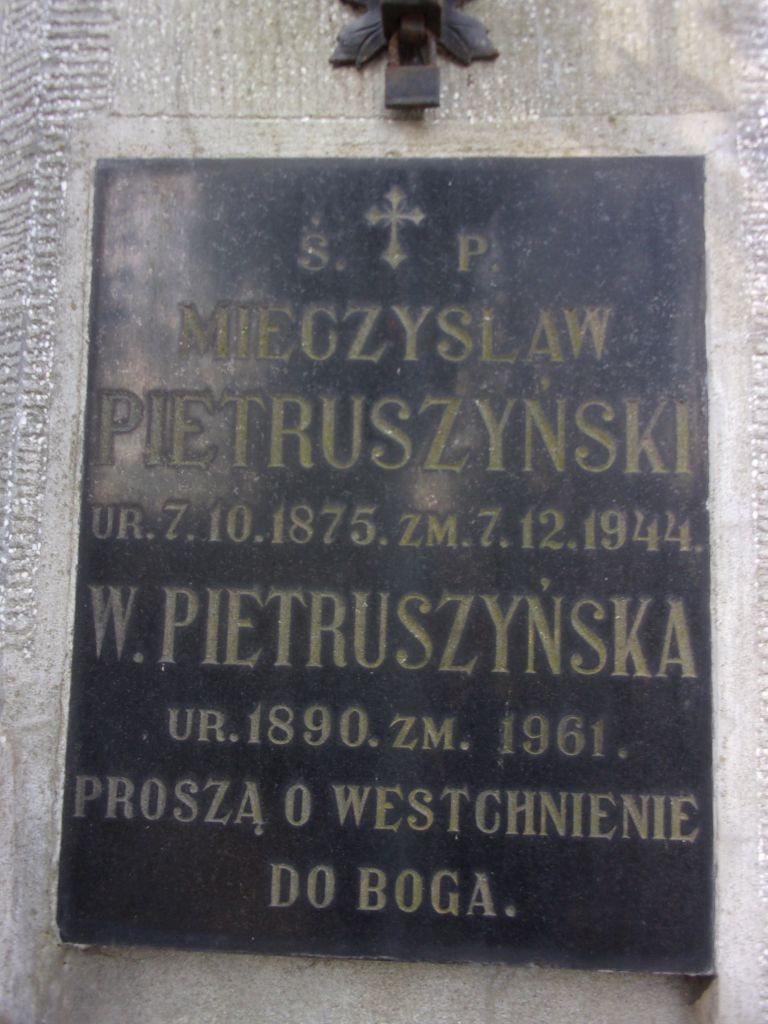 Ś. P.
MIECZYSŁAW
PIETRUSZYŃSKI
UR. 7. 10. 1875. ZM. 7. 12. 1944.
W. PIETRUSZYŃSKA
UR. 1890. ZM. 1961.
PROSZĄ O WESTCHNIENIE
DO BOGA.